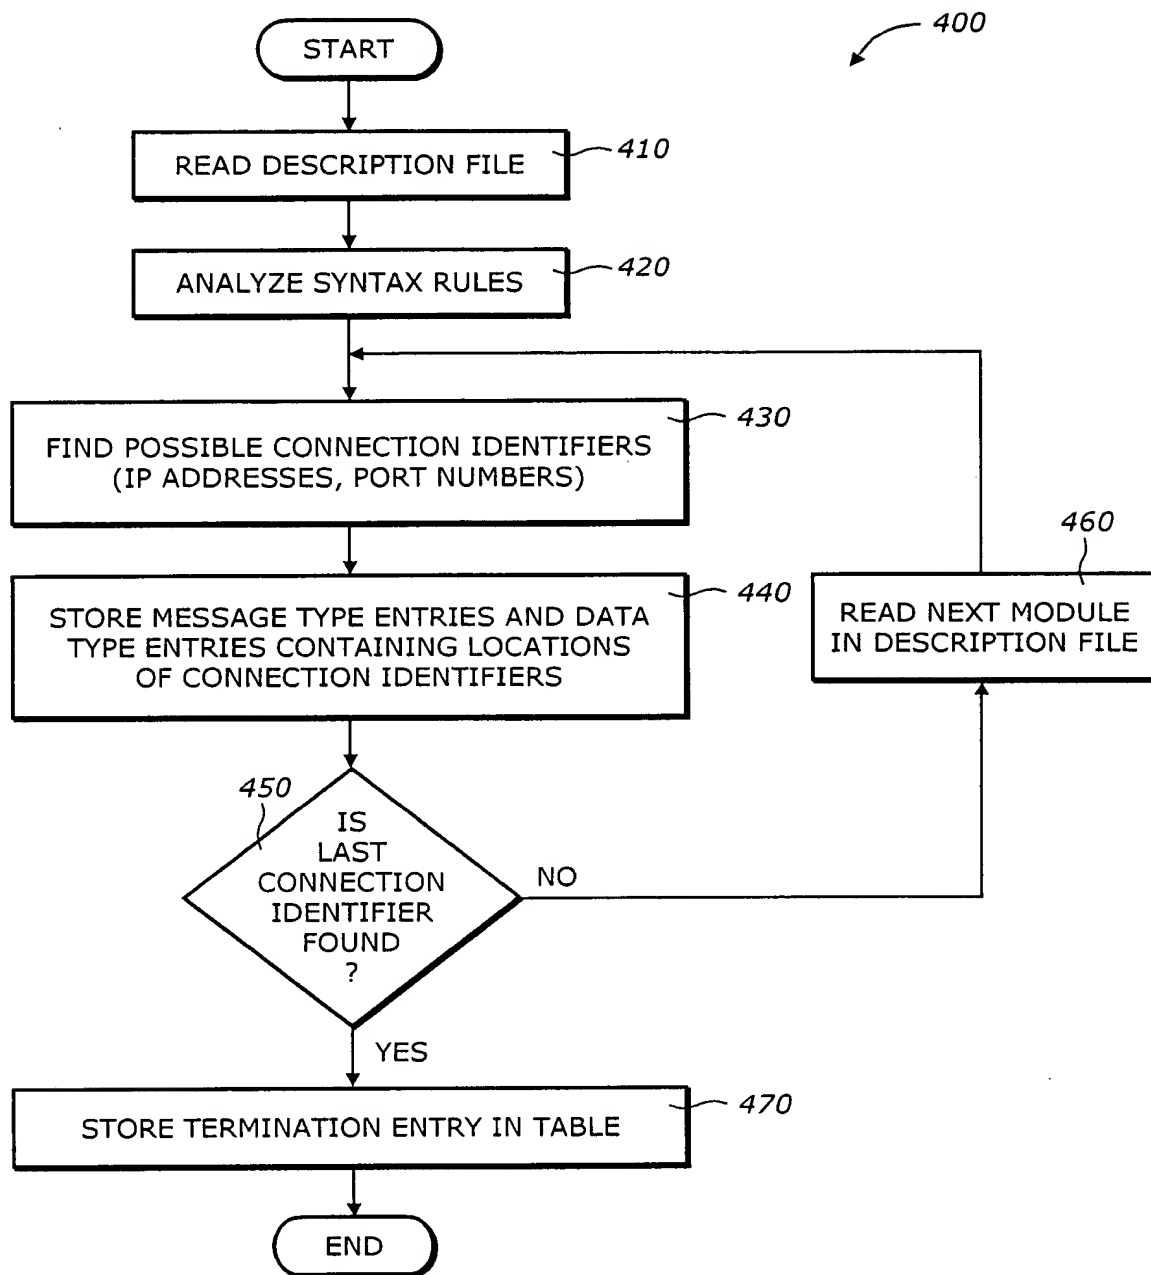 400
START
READ DESCRIPTION FILE
410
ANALYZE SYNTAX RULES
420
FIND POSSIBLE CONNECTION IDENTIFIERS
(IP ADDRESSES, PORT NUMBERS)
430
STORE MESSAGE TYPE ENTRIES AND DATA
TYPE ENTRIES CONTAINING LOCATIONS
OF CONNECTION IDENTIFIERS
440
460
READ NEXT MODULE
IN DESCRIPTION FILE
450
IS
LAST
CONNECTION
IDENTIFIER
FOUND
?
NO
YES
STORE TERMINATION ENTRY IN TABLE
470
END